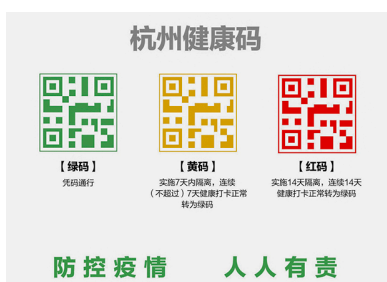 杭州健康码
【绿码】 【黄码】 【红码】
凭码通行 实施7天内隔离，连续 实施14天隔离，连续14天
（不超过）7天健康打卡正常 健康打卡正常转为绿码
转为绿码
防控疫情 人人有责